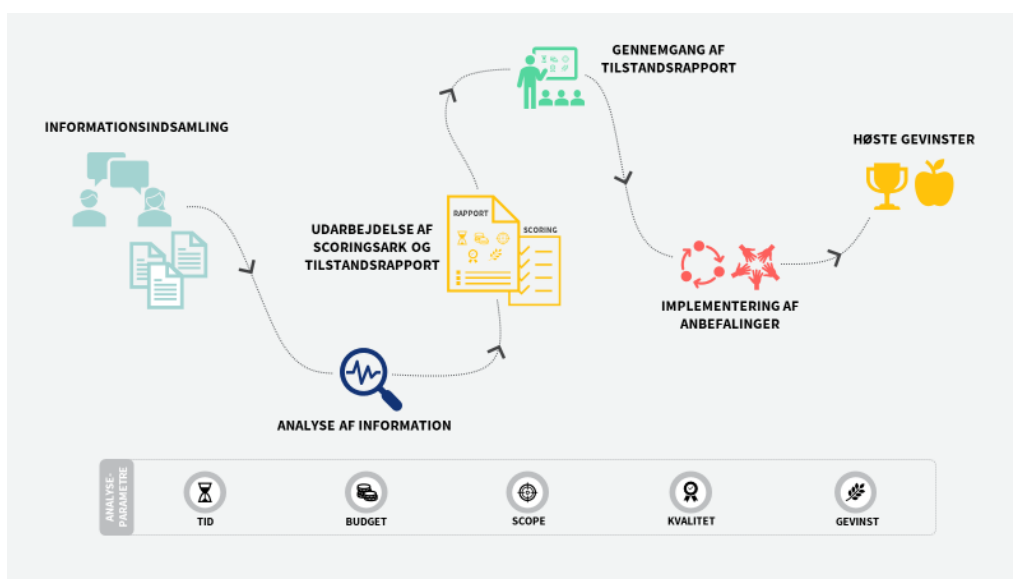 INFORMATIONSINDSAMLING
ANALYSE AF INFORMATION
UDARBEJDELSE AF
SCORINGSARK OG
TILSTANDSRAPPORT
RAPPORT
SCORING
GENNEMGANG AF
TILSTANDSRAPPORT
IMPLEMENTERING AF
ANBEFALINGER
HØSTE GEVINSTER
ANALYSE-
PARAMETRE
TID
BUDGET
SCOPE
KVALITET
GEVINST